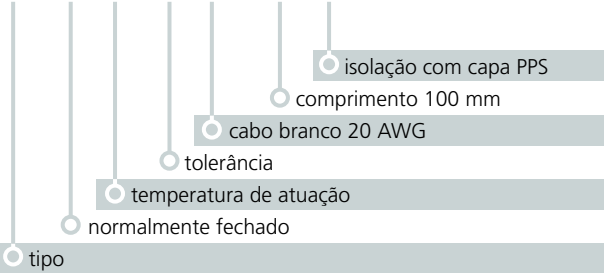 isolação com capa PPS
comprimento 100 mm
cabo branco 20 AWG
tolerância
temperatura de atuação
normalmente fechado
tipo